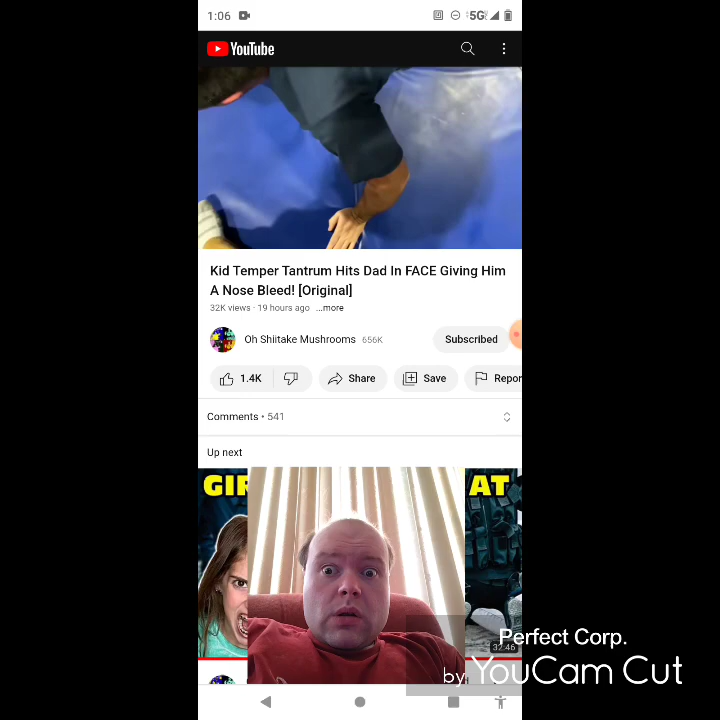 1:06
5G
YouTube
Kid Temper Tantrum Hits Dad In FACE Giving Him
A Nose Bleed! [Original]
32K views · 19 hours ago ...more
Oh Shiitake Mushrooms 656K
Subscribed
1.4K
Share
Save
Repor
Comments • 541
Up next
GIR
AT
32:46
Perfect Corp.
by YouCam Cut